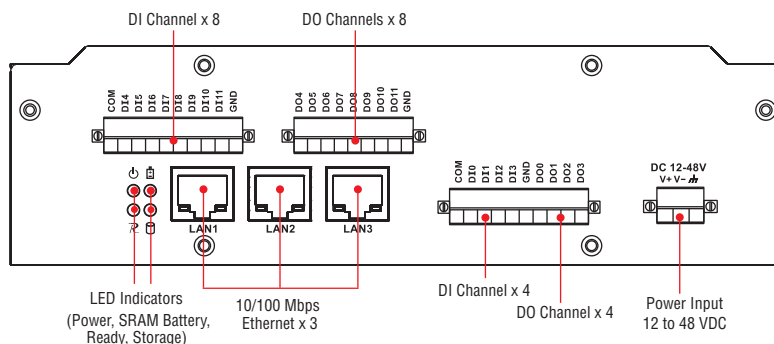 DI Channel x 8
DO Channels x 8
COM
DI4
DI5
DI6
DI7
DI8
DI9
DI10
DI11
GND
DO4
DO5
DO6
DO7
DO8
DO9
DO10
DO11
GND
COM
DI0
DI1
DI2
DI3
GND
DO0
DO1
DO2
DO3
DC 12-48V
V+ V-
R
LAN1
LAN2
LAN3
DI Channel x 4
DO Channel x 4
LED Indicators
(Power, SRAM Battery,
Ready, Storage)
10/100 Mbps
Ethernet x 3
Power Input
12 to 48 VDC